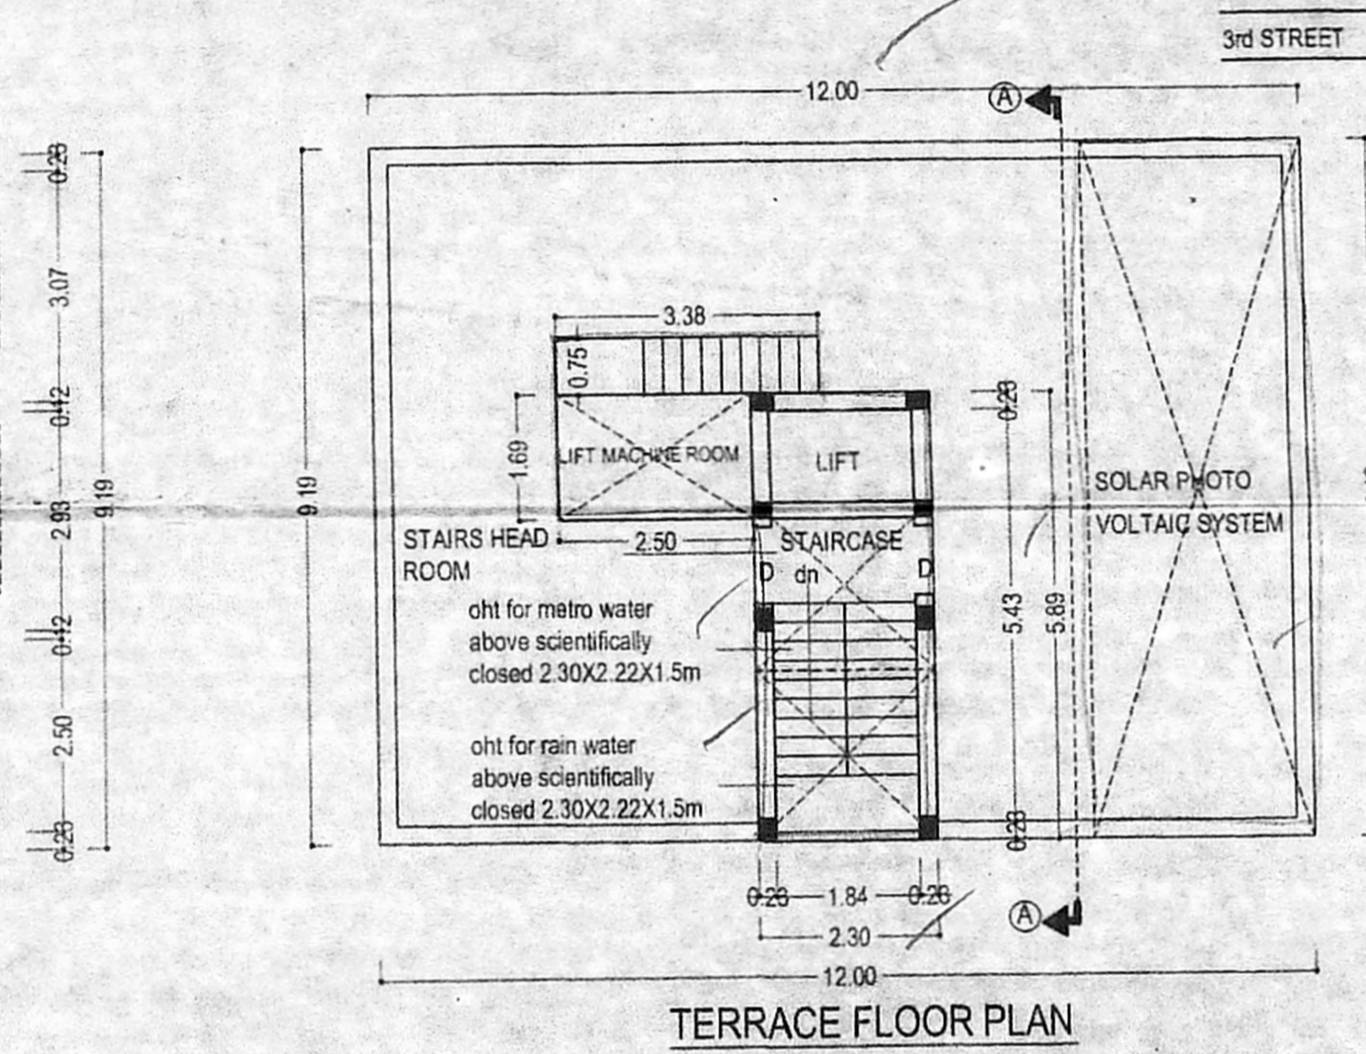 3rd STREET
12.00
A
0.23
3.07
0.12
2.93
0.12
2.50
0.23
9.19
9.19
3.38
0.75
1.69
LIFT MACHINE ROOM
LIFT
0.23
SOLAR PHOTO
VOLTAIC SYSTEM
STAIRS HEAD
ROOM
2.50
STAIRCASE
D dn D
oht for metro water
above scientifically
closed 2.30X2.22X1.5m
oht for rain water
above scientifically
closed 2.30X2.22X1.5m
5.43
5.89
0.23
0.23 1.84 0.23
2.30
A
12.00
TERRACE FLOOR PLAN